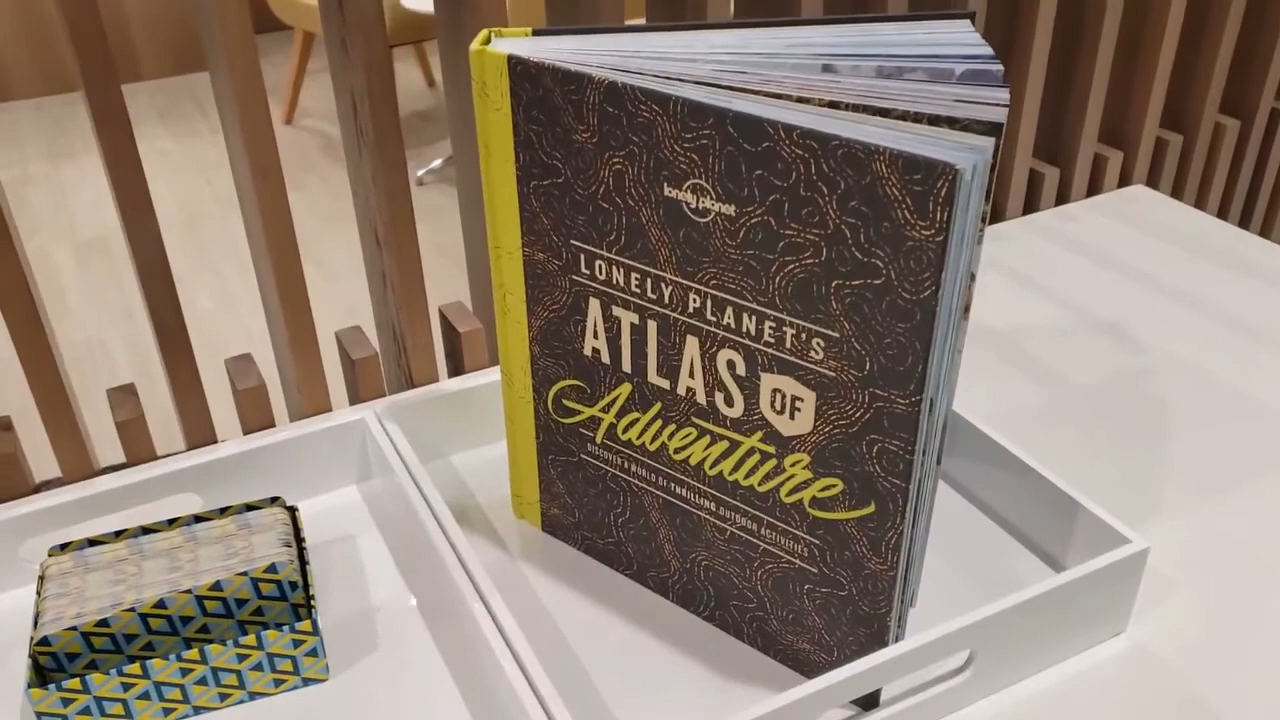 lonely planet
LONELY PLANET'S
ATLAS OF
Adventure
DISCOVER A WORLD OF THRILLING OUTDOOR ACTIVITIES